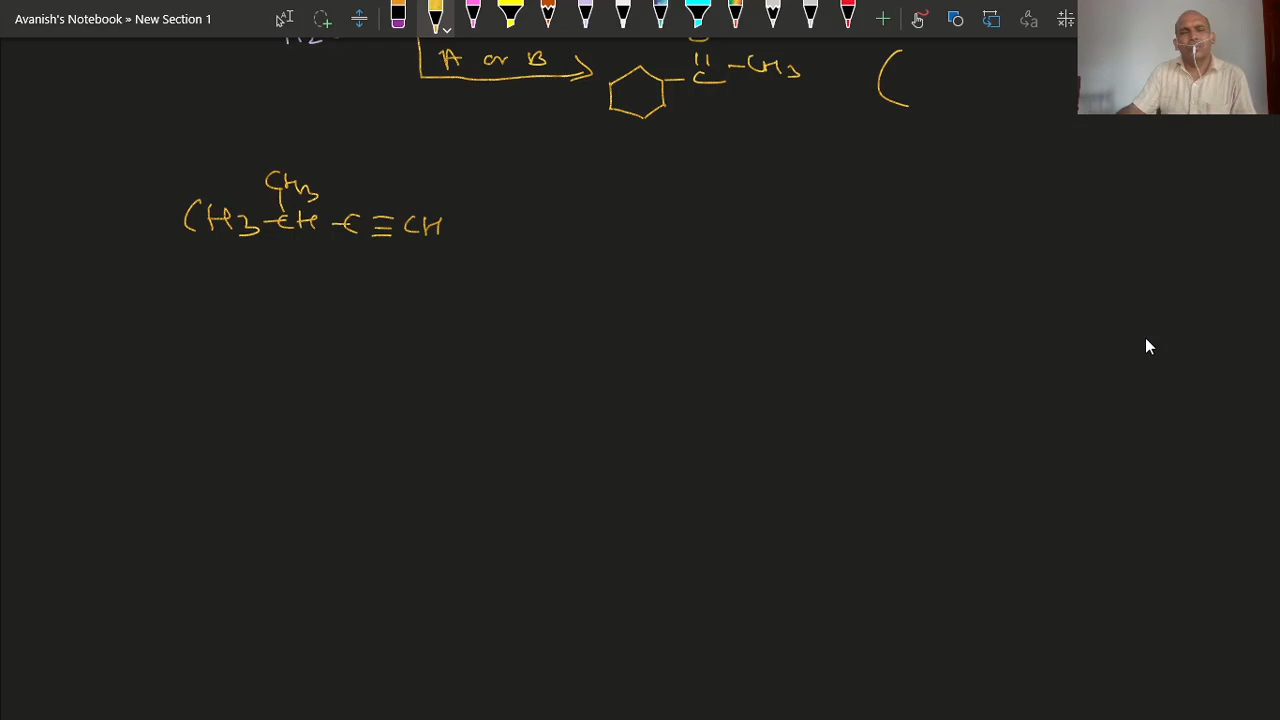 Avanish's Notebook » New Section 1
A or B
C -CH3
CH3
CH3-CH-C≡CH